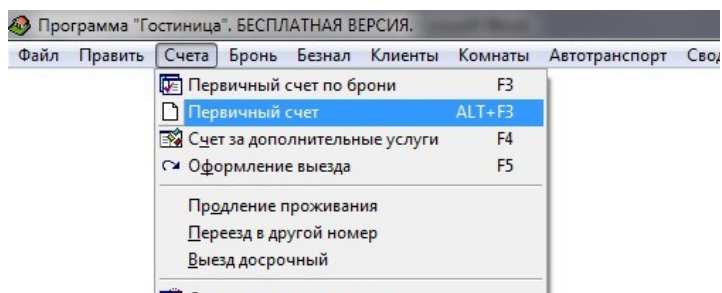 Программа "Гостиница". БЕСПЛАТНАЯ ВЕРСИЯ.
Файл Править Счета Бронь Безнал Клиенты Комнаты Автотранспорт Свод
Первичный счет по брони F3
Первичный счет ALT+F3
Счет за дополнительные услуги F4
Оформление выезда F5
Продление проживания
Переезд в другой номер
Выезд досрочный